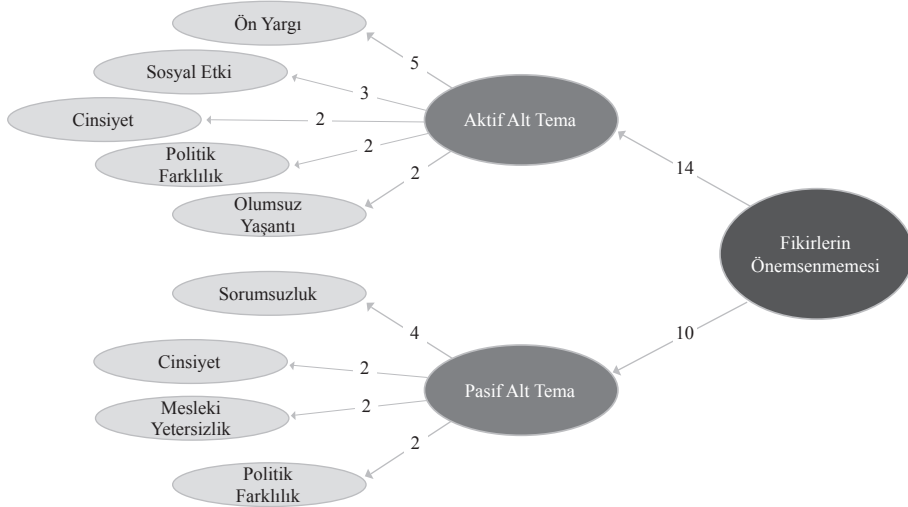 Ön Yargı
5
Sosyal Etki
3
Cinsiyet
2
Aktif Alt Tema
Politik
Farklılık
2
Olumsuz
Yaşantı
2
14
Fikirlerin
Önemsenmemesi
Sorumsuzluk
4
10
Cinsiyet
2
Pasif Alt Tema
Mesleki
Yetersizlik
2
Politik
Farklılık
2